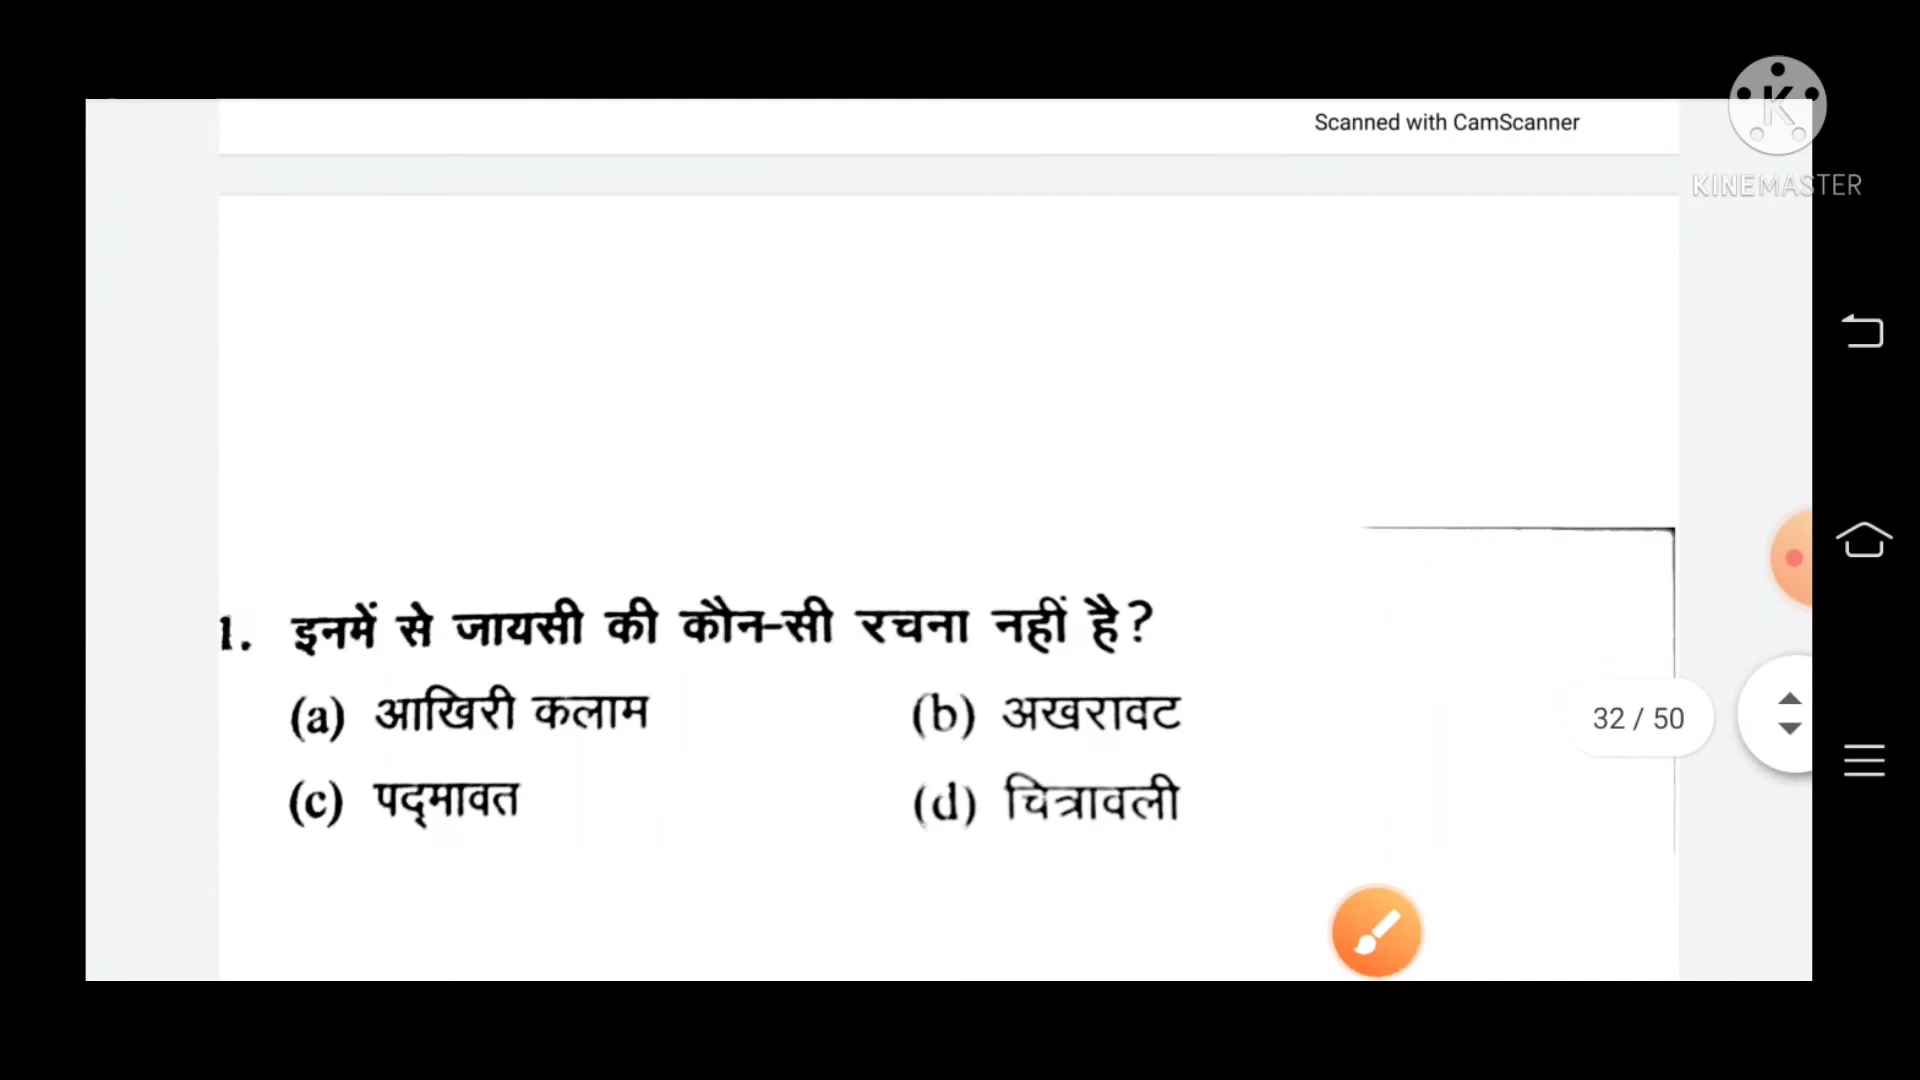 Scanned with CamScanner
KINEMASTER
1. इनमें से जायसी की कौन-सी रचना नहीं है?
(a) आखिरी कलाम (b) अखरावट
32 / 50
(c) पद्मावत (d) चित्रावली